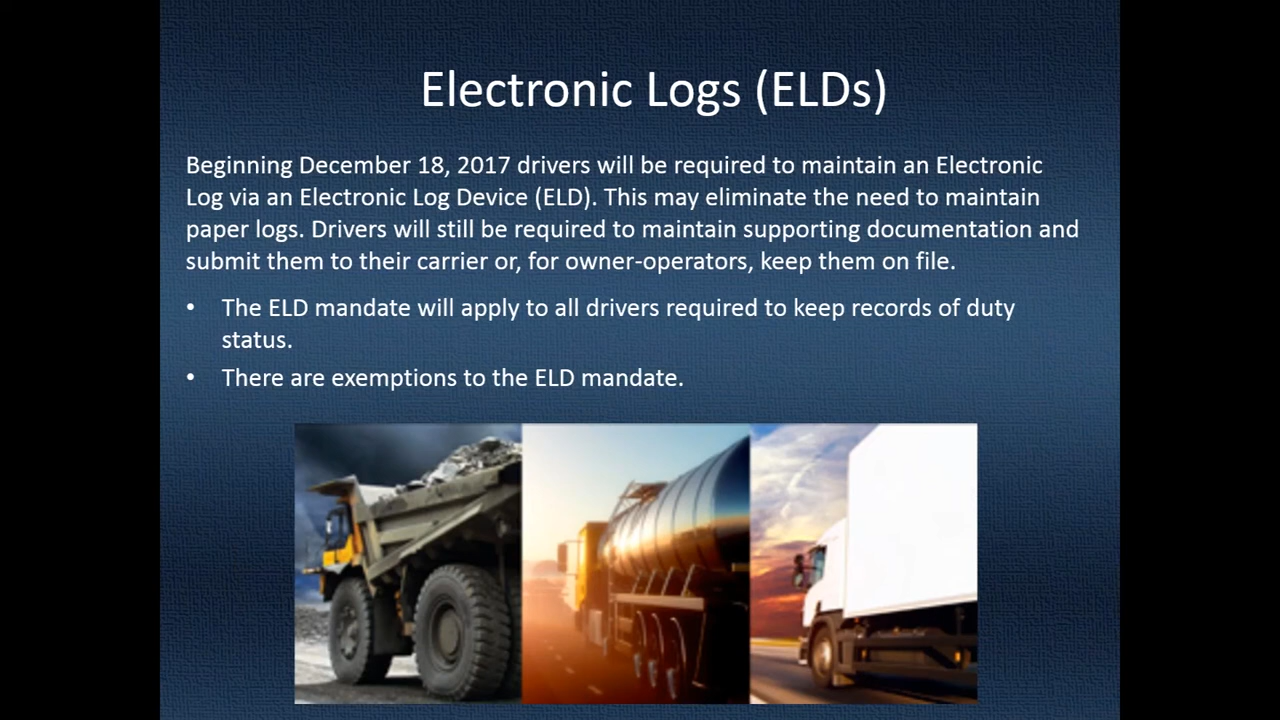 Electronic Logs (ELDs)
Beginning December 18, 2017 drivers will be required to maintain an Electronic
Log via an Electronic Log Device (ELD). This may eliminate the need to maintain
paper logs. Drivers will still be required to maintain supporting documentation and
submit them to their carrier or, for owner-operators, keep them on file.
• The ELD mandate will apply to all drivers required to keep records of duty
status.
• There are exemptions to the ELD mandate.